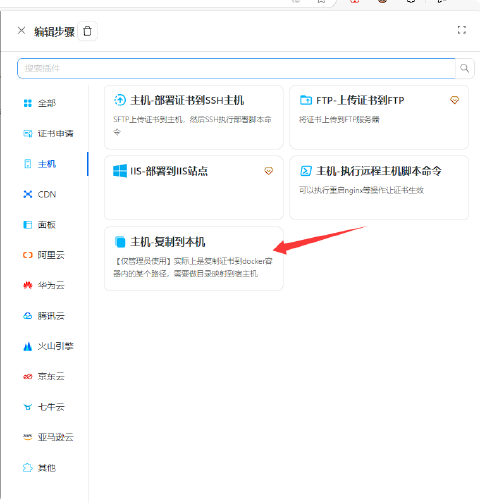 编辑步骤
搜索插件
全部
证书申请
主机
CDN
面板
阿里云
华为云
腾讯云
火山引擎
京东云
七牛云
亚马逊云
其他
主机-部署证书到SSH主机
SFTP上传证书到主机，然后SSH执行部署脚本命
令
FTP-上传证书到FTP
将证书上传到FTP服务器
IIS-部署到IIS站点
主机-执行远程主机脚本命令
可以执行重启nginx等操作让证书生效
主机-复制到本机
【仅管理员使用】实际上是复制证书到docker容
器内的某个路径，需要做目录映射到宿主机